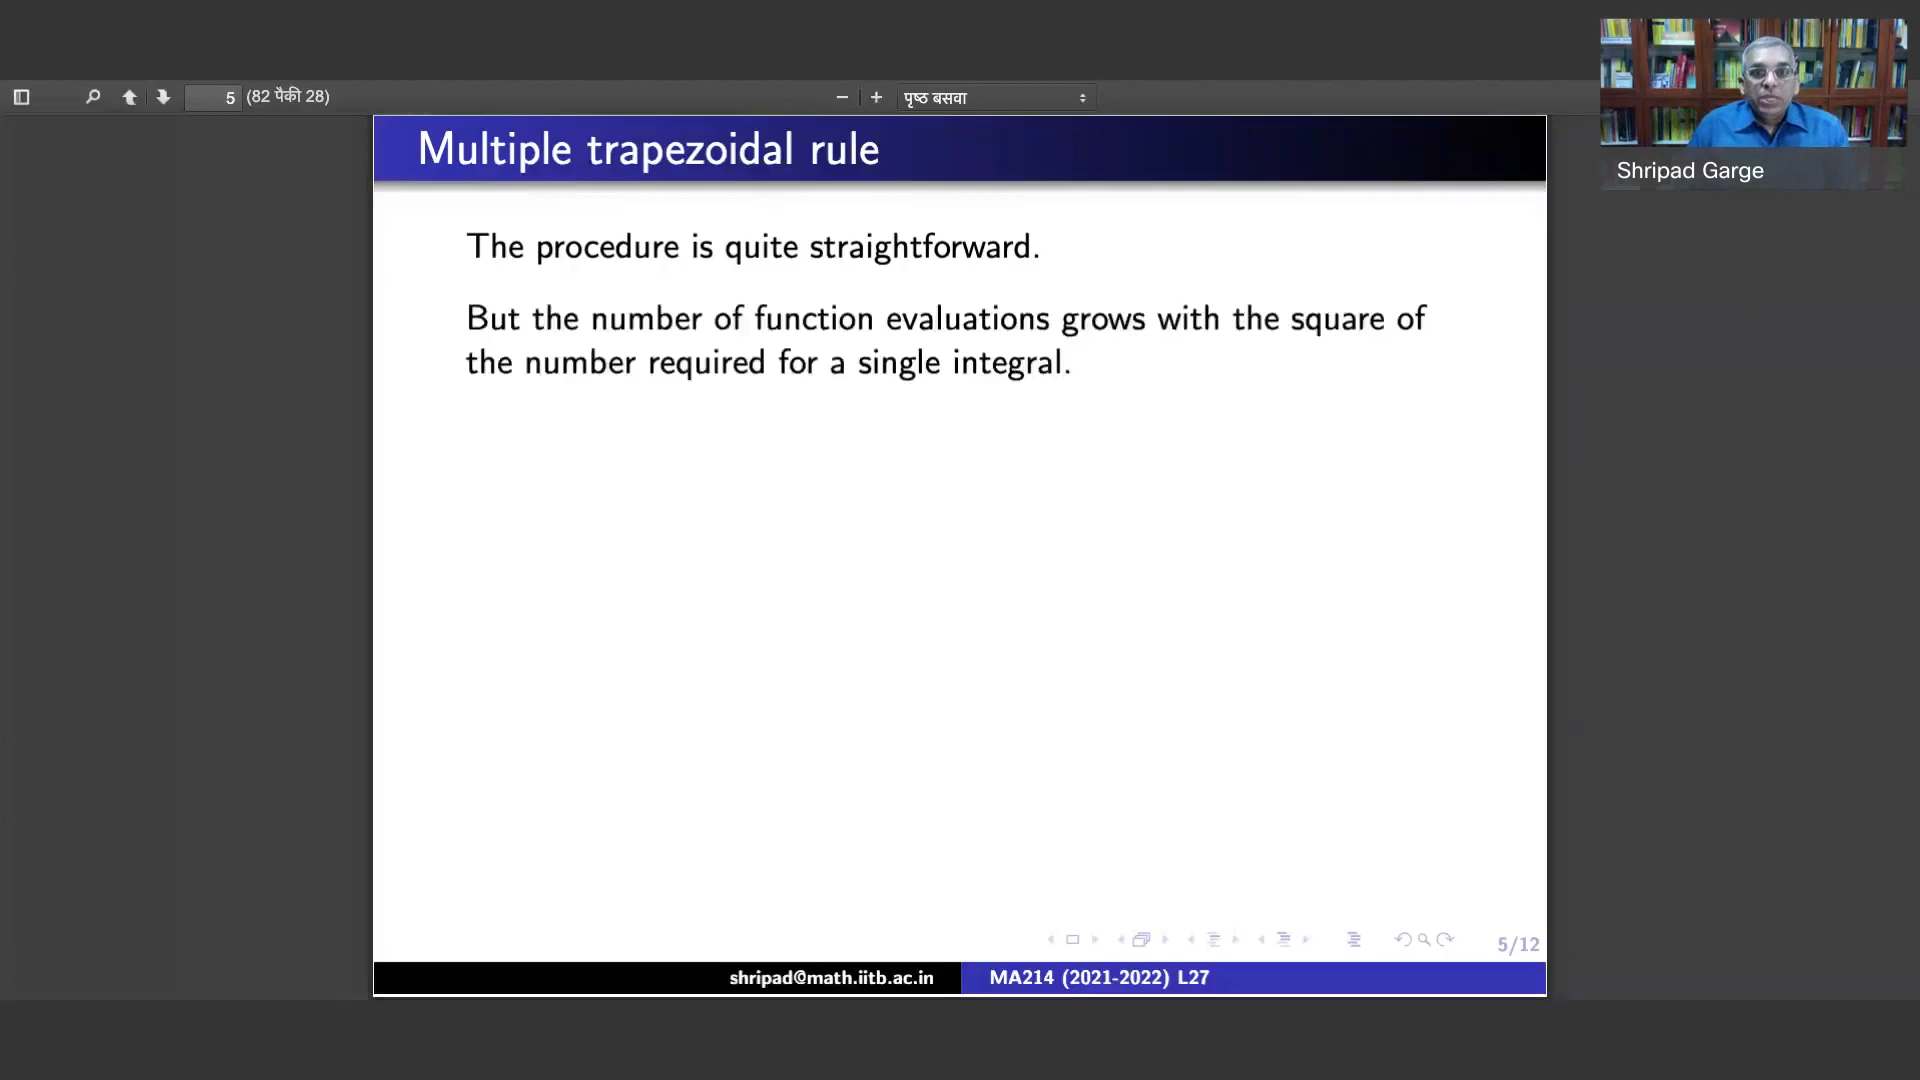 5 (82 पैकी 28)
पृष्ठ बसवा
Shripad Garge
Multiple trapezoidal rule
The procedure is quite straightforward.
But the number of function evaluations grows with the square of
the number required for a single integral.
5/12
shripad@math.iitb.ac.in MA214 (2021-2022) L27